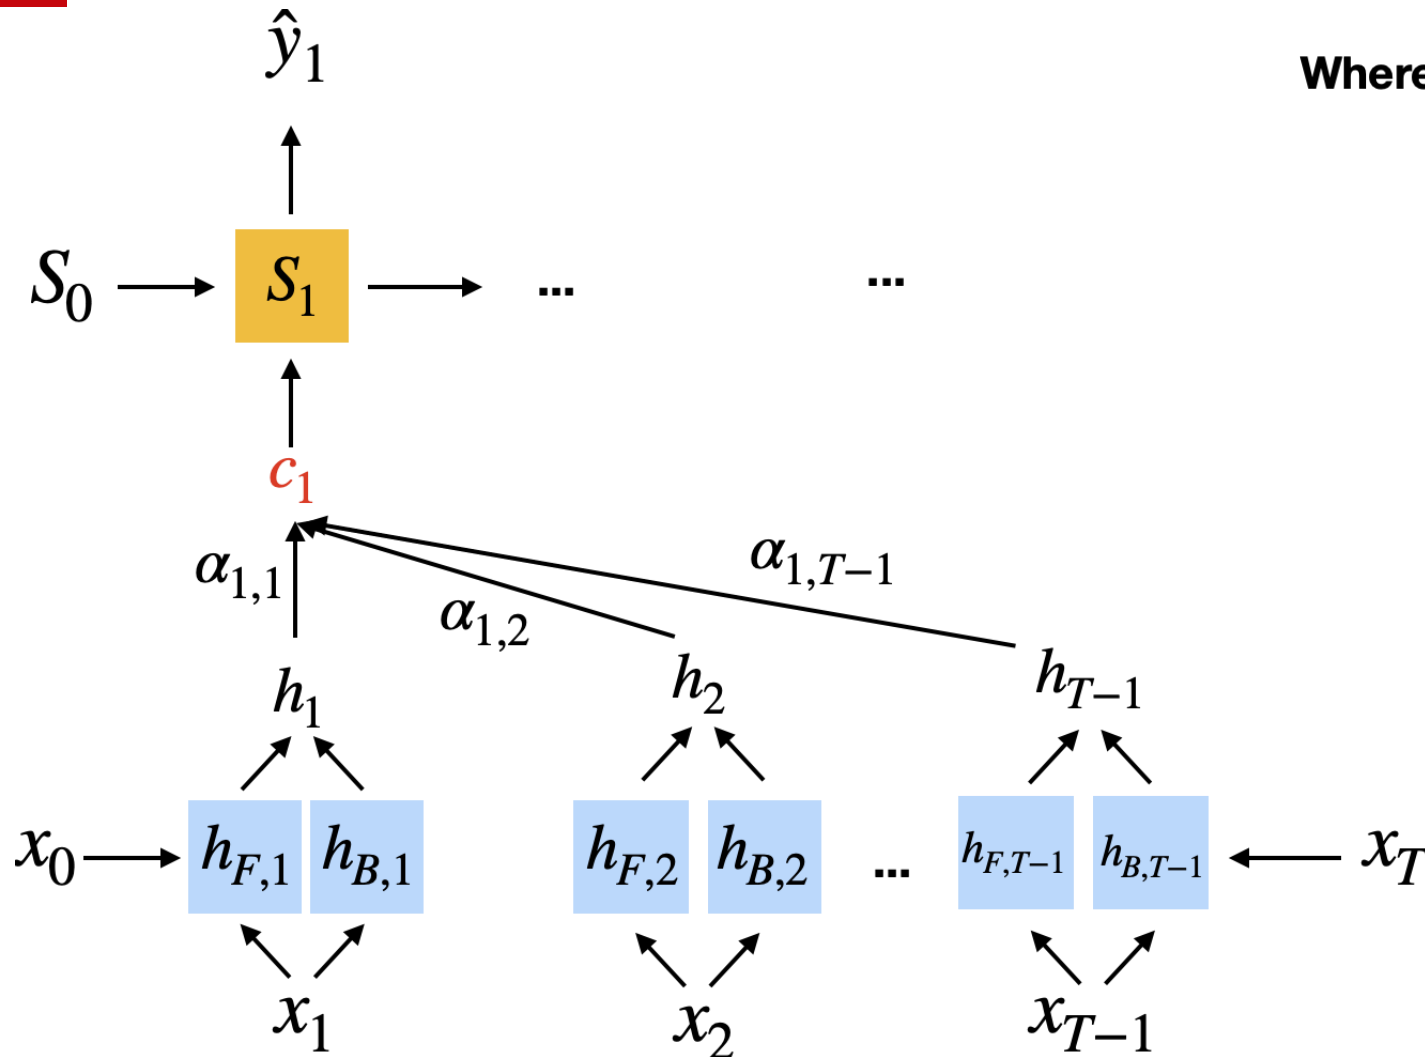 ŷ₁
Where
S₀ S₁ ... ...
c₁
α₁,₁ α₁,₂ α₁,T−1
h₁ h₂ hT−1
x₀ hF,1 hB,1 hF,2 hB,2 ... hF,T−1 hB,T−1 xT
x₁ x₂ xT−1